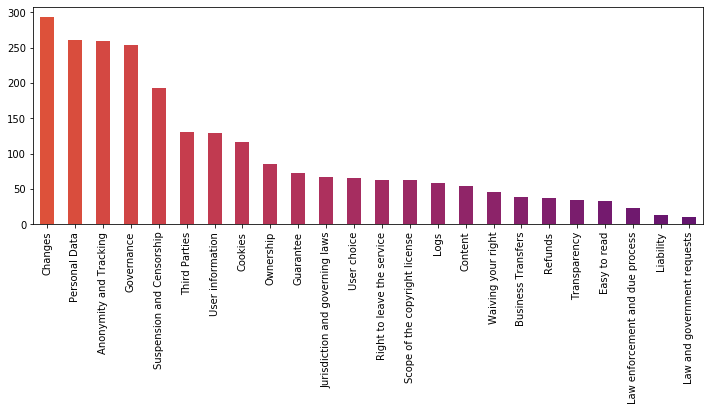 300
250
200
150
100
50
0
Changes
Personal Data
Anonymity and Tracking
Governance
Suspension and Censorship
Third Parties
User information
Cookies
Ownership
Guarantee
Jurisdiction and governing laws
User choice
Right to leave the service
Scope of the copyright license
Logs
Content
Waiving your right
Business Transfers
Refunds
Transparency
Easy to read
Law enforcement and due process
Liability
Law and government requests